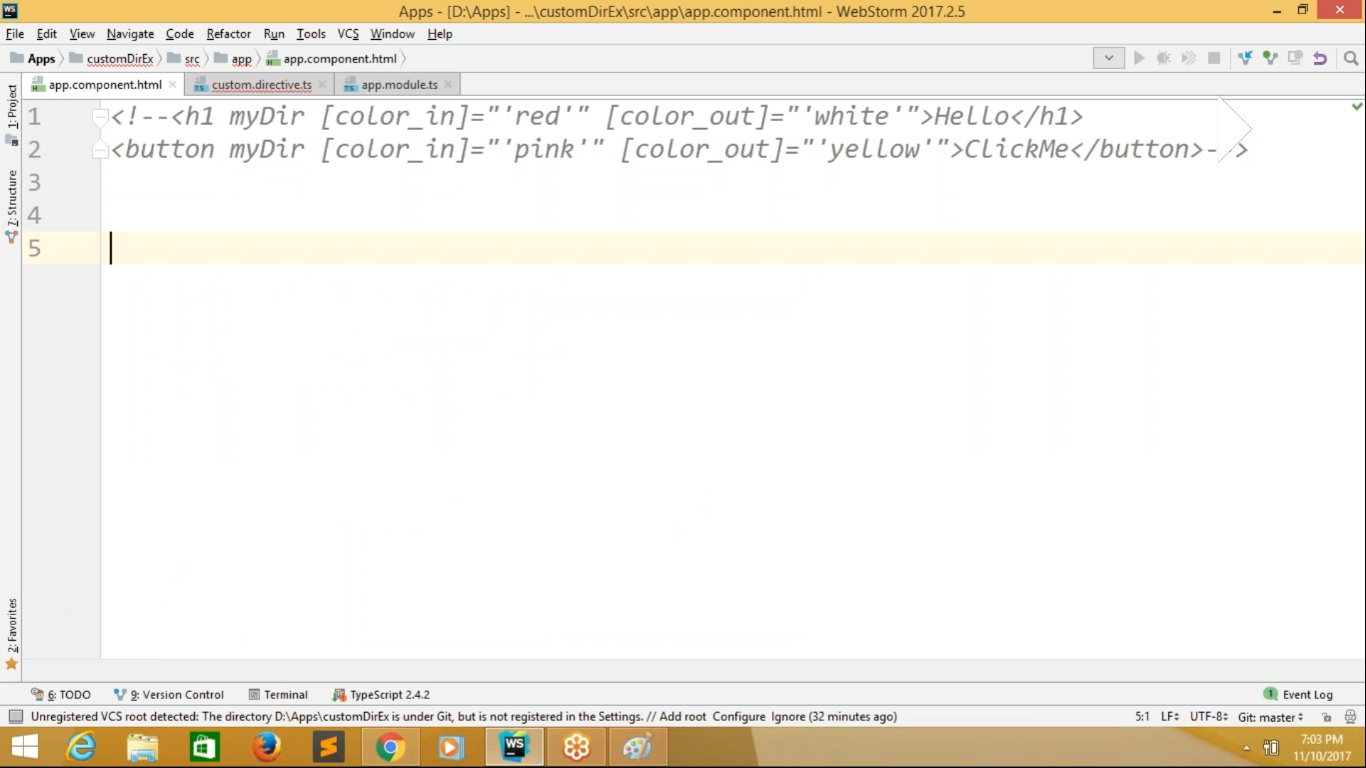 WS
Apps - [D:\Apps] - ...\customDirEx\src\app\app.component.html - WebStorm 2017.2.5
File Edit View Navigate Code Refactor Run Tools VCS Window Help
Apps customDirEx src app app.component.html
app.component.html custom.directive.ts app.module.ts
1: Project
Z: Structure
2: Favorites
1 <!--<h1 myDir [color_in]="'red'" [color_out]="'white'">Hello</h1>
2 <button myDir [color_in]="'pink'" [color_out]="'yellow'">ClickMe</button>-->
3
4
5
6: TODO 9: Version Control Terminal TypeScript 2.4.2 1 Event Log
Unregistered VCS root detected: The directory D:\Apps\customDirEx is under Git, but is not registered in the Settings. // Add root Configure Ignore (32 minutes ago) 5:1 LF UTF-8 Git: master
WS
7:03 PM
11/10/2017